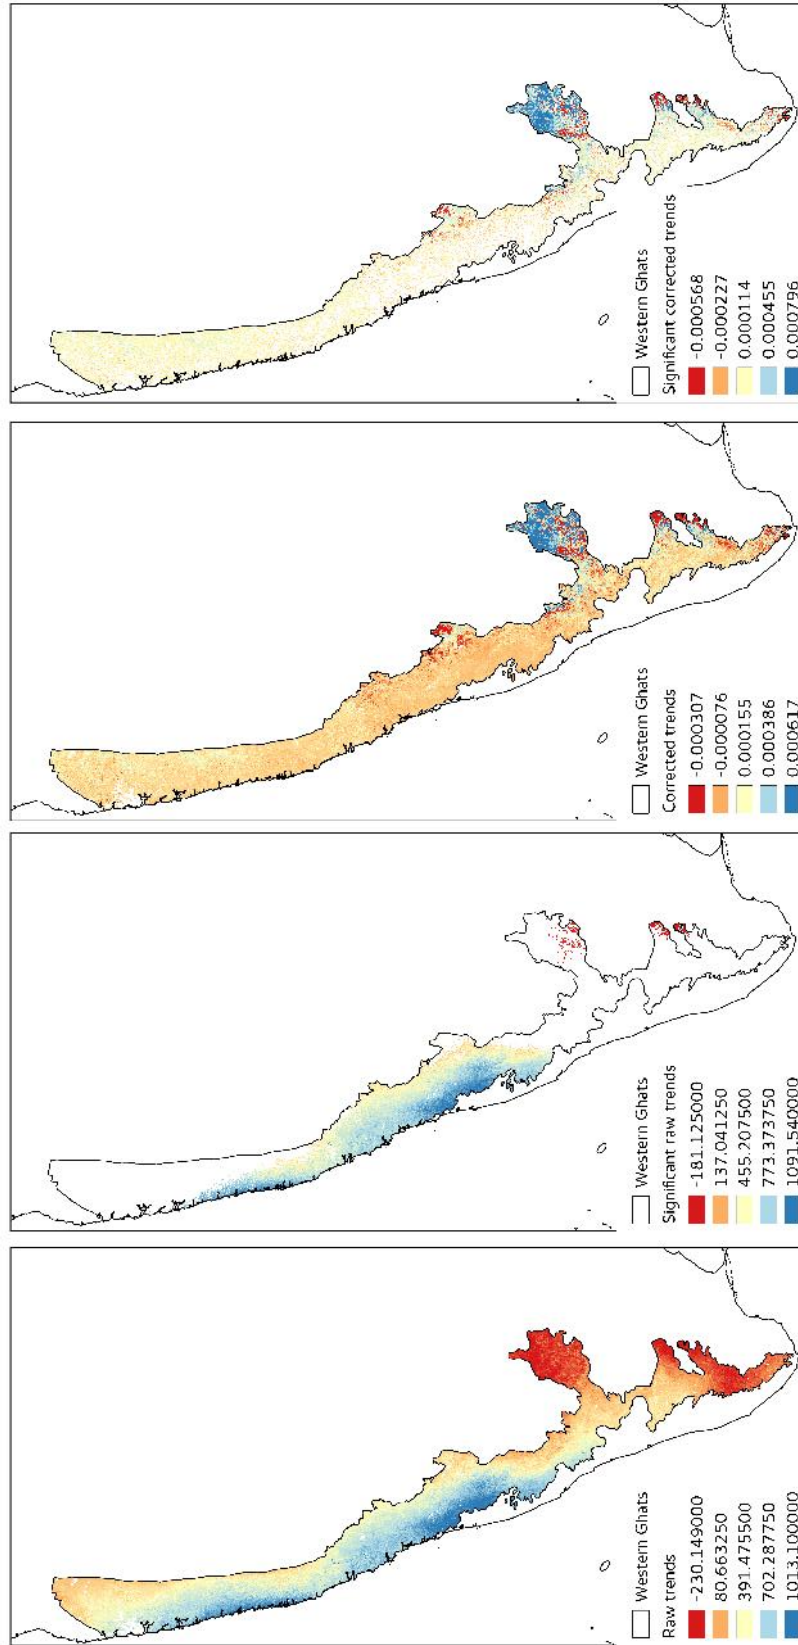 Western Ghats
Raw trends
-230.149000
80.663250
391.475500
702.287750
1013.100000
Western Ghats
Significant raw trends
-181.125000
137.041250
455.207500
773.373750
1091.540000
Western Ghats
Corrected trends
-0.000307
-0.000076
0.000155
0.000386
0.000617
Western Ghats
Significant corrected trends
-0.000568
-0.000227
0.000114
0.000455
0.000796